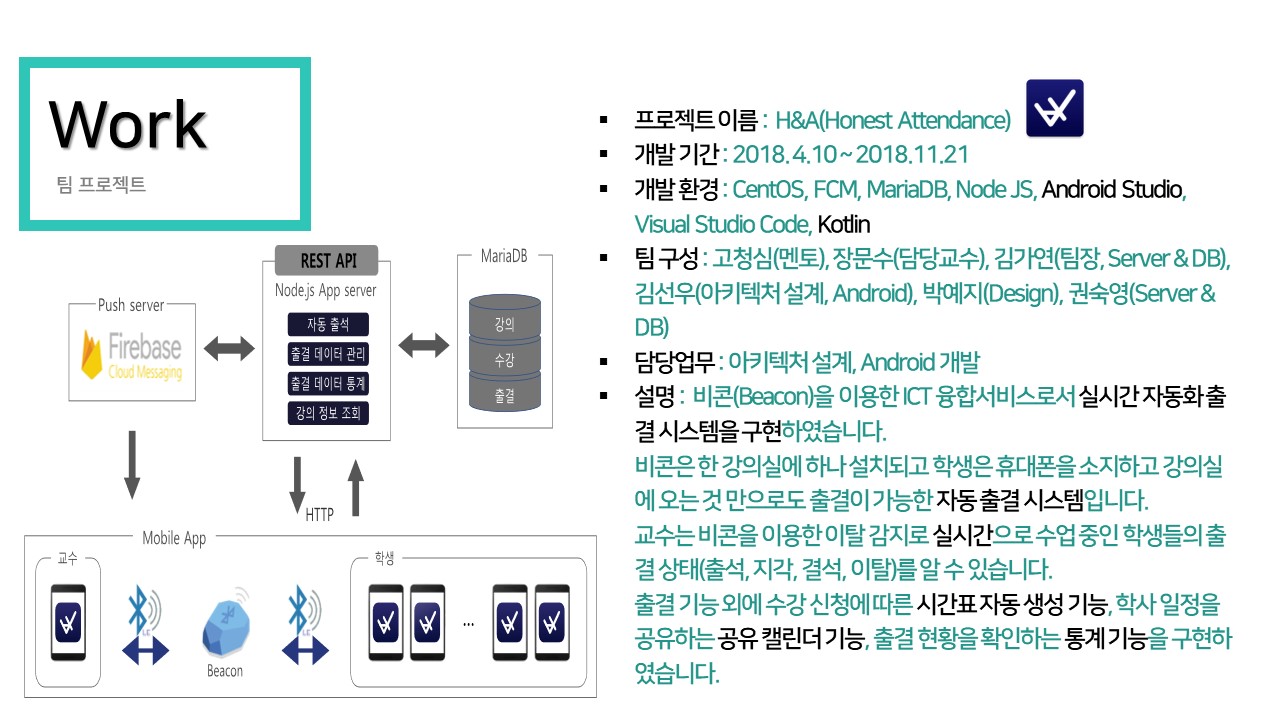 Work
팀 프로젝트
프로젝트 이름 : H&A(Honest Attendance)
개발 기간 : 2018. 4.10 ~ 2018.11.21
개발 환경 : CentOS, FCM, MariaDB, Node JS, Android Studio,
Visual Studio Code, Kotlin
팀 구성 : 고청심(멘토), 장문수(담당교수), 김가연(팀장, Server & DB),
김선우(아키텍처 설계, Android), 박예지(Design), 권숙영(Server &
DB)
담당업무 : 아키텍처 설계, Android 개발
설명 : 비콘(Beacon)을 이용한 ICT 융합서비스로서 실시간 자동화 출
결 시스템을 구현하였습니다.
비콘은 한 강의실에 하나 설치되고 학생은 휴대폰을 소지하고 강의실
에 오는 것 만으로도 출결이 가능한 자동 출결 시스템입니다.
교수는 비콘을 이용한 이탈 감지로 실시간으로 수업 중인 학생들의 출
결 상태(출석, 지각, 결석, 이탈)를 알 수 있습니다.
출결 기능 외에 수강 신청에 따른 시간표 자동 생성 기능, 학사 일정을
공유하는 공유 캘린더 기능, 출결 현황을 확인하는 통계 기능을 구현하
였습니다.
Push server
Firebase
Cloud Messaging
REST API
Node.js App server
자동 출석
출결 데이터 관리
출결 데이터 통계
강의 정보 조회
MariaDB
강의
수강
출결
HTTP
Mobile App
교수
LE
Beacon
LE
학생
...